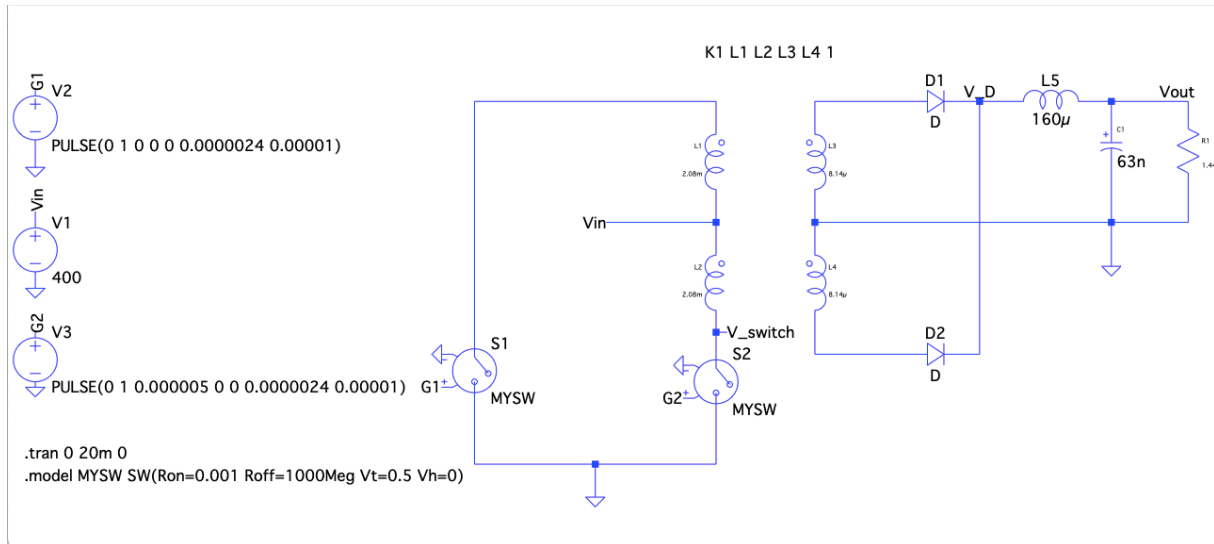 K1 L1 L2 L3 L4 1
G1
V2
PULSE(0 1 0 0 0 0.0000024 0.00001)
Vin
V1
400
G2
V3
PULSE(0 1 0.000005 0 0 0.0000024 0.00001)
.tran 0 20m 0
.model MYSW SW(Ron=0.001 Roff=1000Meg Vt=0.5 Vh=0)
S1
G1
MYSW
L1
2.08m
Vin
L2
2.08m
V_switch
S2
G2
MYSW
L3
8.14µ
L4
8.14µ
D1
D
V_D
L5
160µ
D2
D
C1
63n
Vout
R1